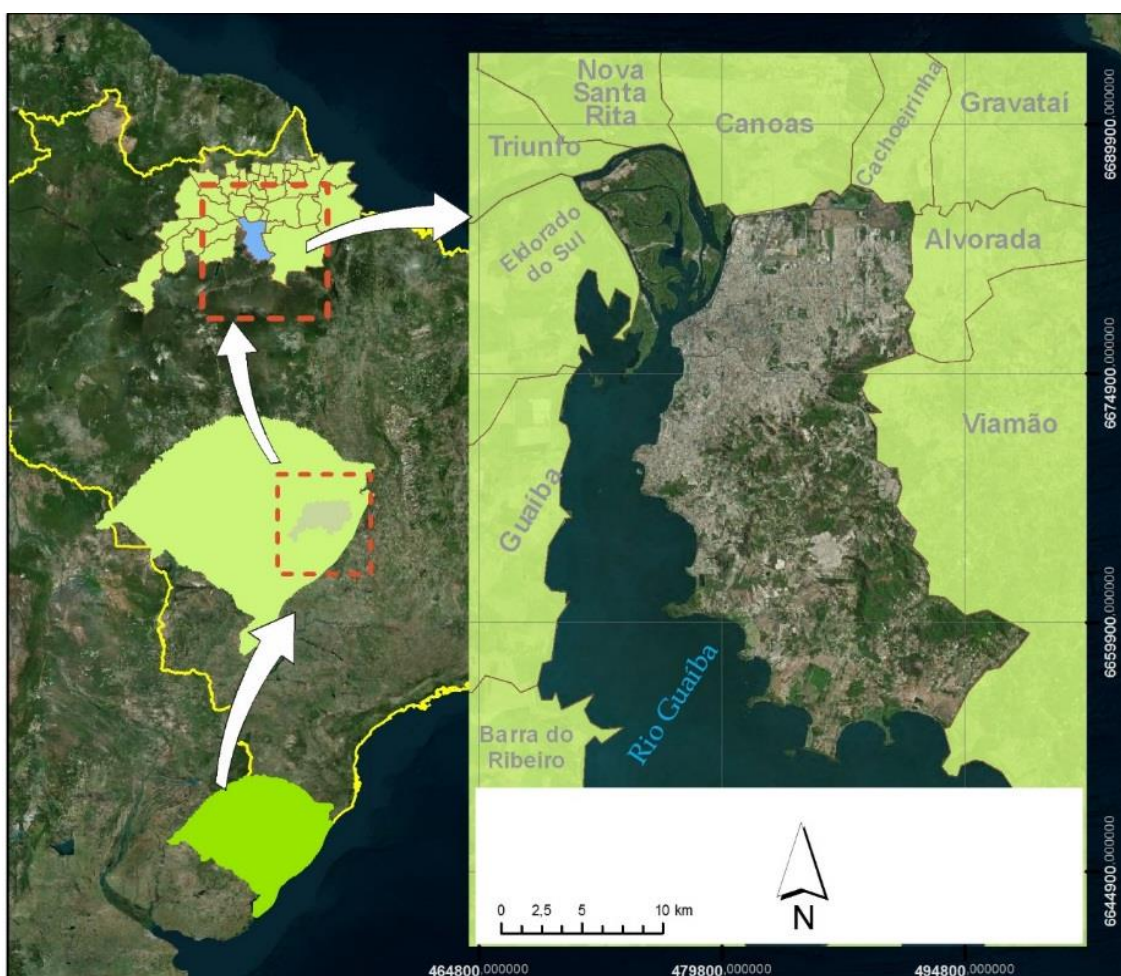 Nova
Santa
Rita
Canoas
Cachoeirinha
Gravataí
Triunfo
Eldorado
do Sul
Alvorada
Viamão
Guaíba
Rio Guaíba
Barra do
Ribeiro
0 2,5 5 10 km
N
6689900,000000
6674900,000000
6659900,000000
6644900,000000
464800,000000 479800,000000 494800,000000